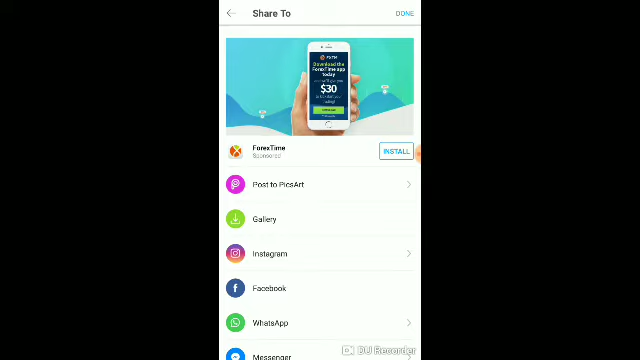 Share To
DONE
FXTM
Download the
ForexTime app
today
$30
ForexTime
Sponsored
INSTALL
Post to PicsArt
Gallery
Instagram
Facebook
WhatsApp
Messenger
DU Recorder